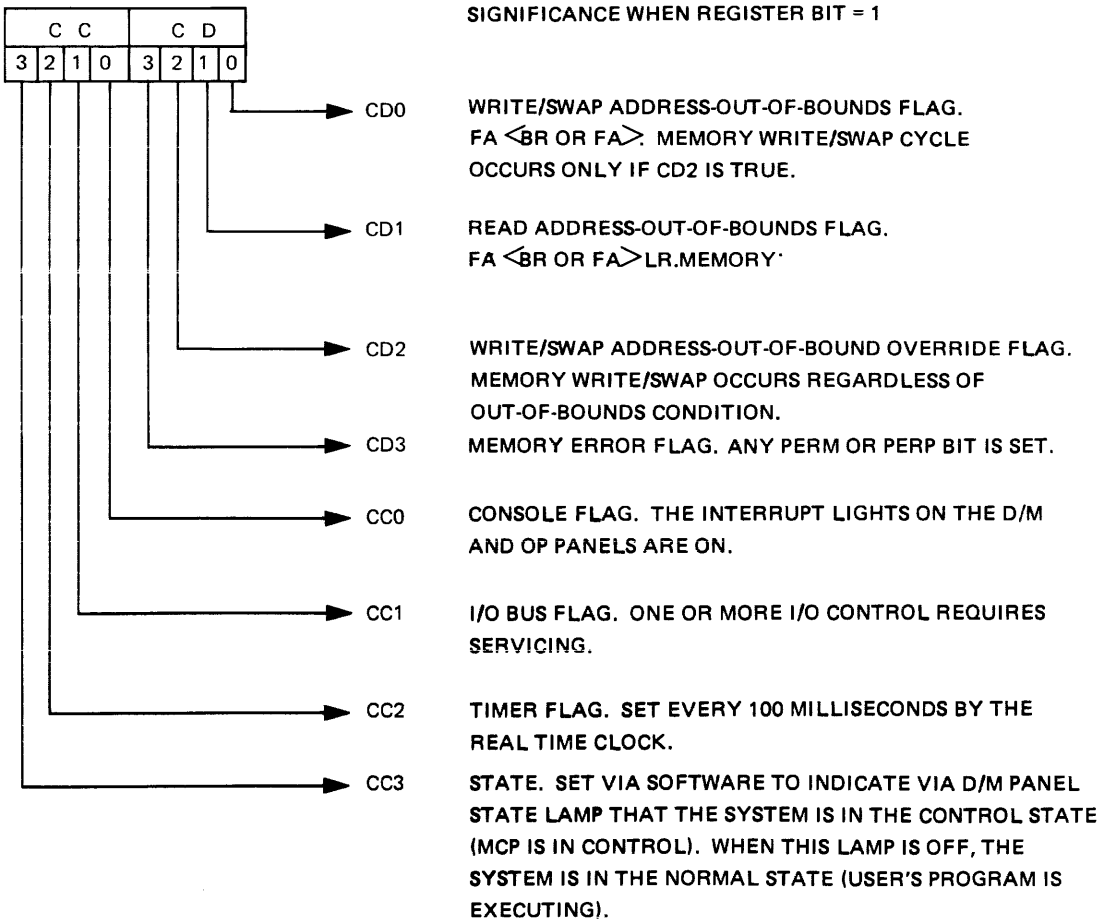 SIGNIFICANCE WHEN REGISTER BIT = 1
C C C D
3 2 1 0 3 2 1 0
CD0 WRITE/SWAP ADDRESS-OUT-OF-BOUNDS FLAG.
FA <BR OR FA>. MEMORY WRITE/SWAP CYCLE
OCCURS ONLY IF CD2 IS TRUE.
CD1 READ ADDRESS-OUT-OF-BOUNDS FLAG.
FA <BR OR FA>LR.MEMORY
CD2 WRITE/SWAP ADDRESS-OUT-OF-BOUND OVERRIDE FLAG.
MEMORY WRITE/SWAP OCCURS REGARDLESS OF
OUT-OF-BOUNDS CONDITION.
CD3 MEMORY ERROR FLAG. ANY PERM OR PERP BIT IS SET.
CC0 CONSOLE FLAG. THE INTERRUPT LIGHTS ON THE D/M
AND OP PANELS ARE ON.
CC1 I/O BUS FLAG. ONE OR MORE I/O CONTROL REQUIRES
SERVICING.
CC2 TIMER FLAG. SET EVERY 100 MILLISECONDS BY THE
REAL TIME CLOCK.
CC3 STATE. SET VIA SOFTWARE TO INDICATE VIA D/M PANEL
STATE LAMP THAT THE SYSTEM IS IN THE CONTROL STATE
(MCP IS IN CONTROL). WHEN THIS LAMP IS OFF, THE
SYSTEM IS IN THE NORMAL STATE (USER'S PROGRAM IS
EXECUTING).